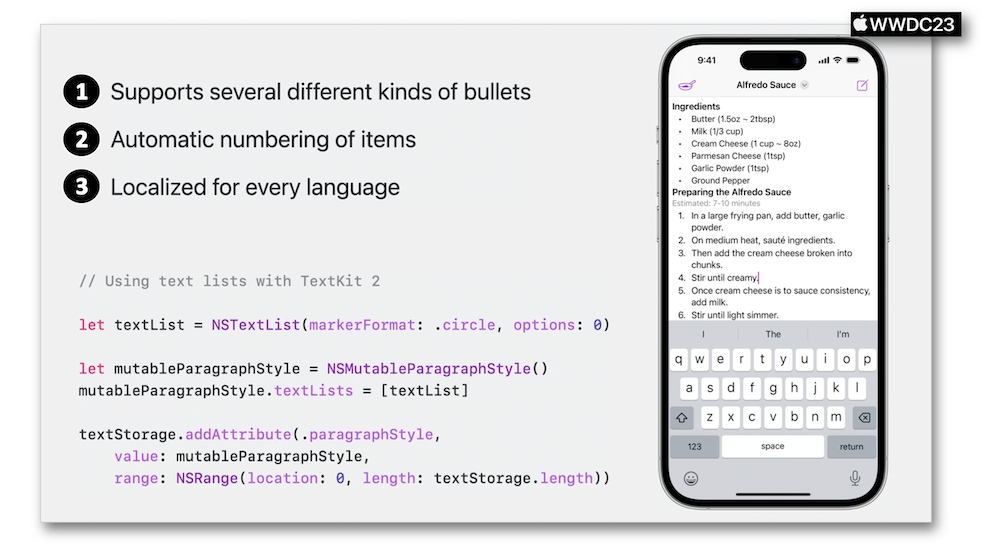 WWDC23
1 Supports several different kinds of bullets
2 Automatic numbering of items
3 Localized for every language
// Using text lists with TextKit 2
let textList = NSTextList(markerFormat: .circle, options: 0)
let mutableParagraphStyle = NSMutableParagraphStyle()
mutableParagraphStyle.textLists = [textList]
textStorage.addAttribute(.paragraphStyle,
value: mutableParagraphStyle,
range: NSRange(location: 0, length: textStorage.length))
9:41
Alfredo Sauce
Ingredients
• Butter (1.5oz ~ 2tbsp)
• Milk (1/3 cup)
• Cream Cheese (1 cup ~ 8oz)
• Parmesan Cheese (1tsp)
• Garlic Powder (1tsp)
• Ground Pepper
Preparing the Alfredo Sauce
Estimated: 7-10 minutes
1. In a large frying pan, add butter, garlic
powder.
2. On medium heat, sauté ingredients.
3. Then add the cream cheese broken into
chunks.
4. Stir until creamy.
5. Once cream cheese is to sauce consistency,
add milk.
6. Stir until light simmer.
I The I'm
q w e r t y u i o p
a s d f g h j k l
z x c v b n m
123 space return